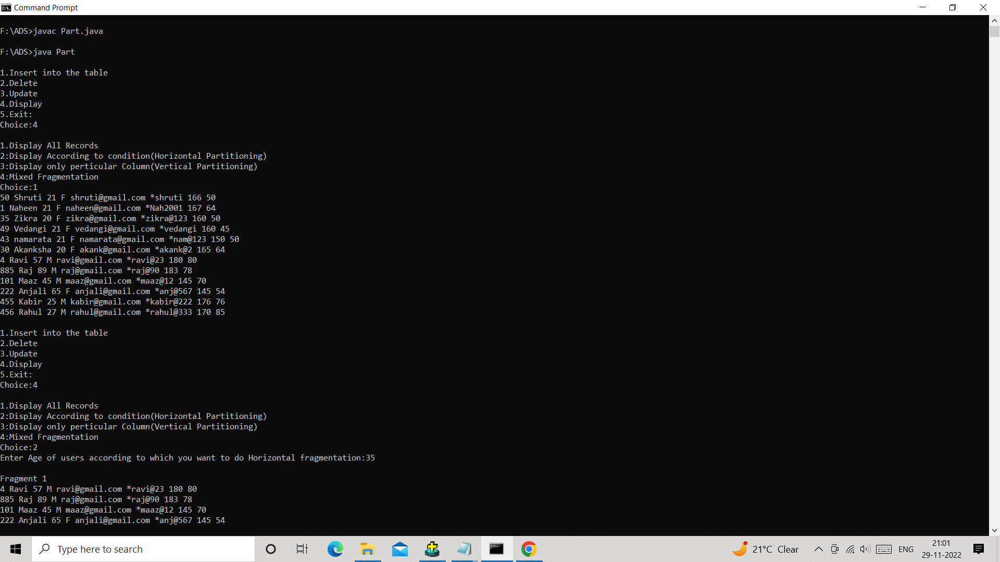 Command Prompt
F:\ADS>javac Part.java
F:\ADS>java Part
1.Insert into the table
2.Delete
3.Update
4.Display
5.Exit:
Choice:4
1.Display All Records
2:Display According to condition(Horizontal Partitioning)
3:Display only perticular Column(Vertical Partitioning)
4:Mixed Fragmentation
Choice:1
50 Shruti 21 F shruti@gmail.com *shruti 166 50
1 Naheen 21 F naheen@gmail.com *Nah2001 167 64
35 Zikra 20 F zikra@gmail.com *zikra@123 160 50
49 Vedangi 21 F vedangi@gmail.com *vedangi 160 45
43 namarata 21 F namarata@gmail.com *nam@123 150 50
30 Akanksha 20 F akank@gmail.com *akank@2 165 64
4 Ravi 57 M ravi@gmail.com *ravi@23 180 80
885 Raj 89 M raj@gmail.com *raj@90 183 78
101 Maaz 45 M maaz@gmail.com *maaz@12 145 70
222 Anjali 65 F anjali@gmail.com *anj@567 145 54
455 Kabir 25 M kabir@gmail.com *kabir@222 176 76
456 Rahul 27 M rahul@gmail.com *rahul@333 170 85
1.Insert into the table
2.Delete
3.Update
4.Display
5.Exit:
Choice:4
1.Display All Records
2:Display According to condition(Horizontal Partitioning)
3:Display only perticular Column(Vertical Partitioning)
4:Mixed Fragmentation
Choice:2
Enter Age of users according to which you want to do Horizontal fragmentation:35
Fragment 1
4 Ravi 57 M ravi@gmail.com *ravi@23 180 80
885 Raj 89 M raj@gmail.com *raj@90 183 78
101 Maaz 45 M maaz@gmail.com *maaz@12 145 70
222 Anjali 65 F anjali@gmail.com *anj@567 145 54
Type here to search
21°C Clear
ENG
21:01
29-11-2022